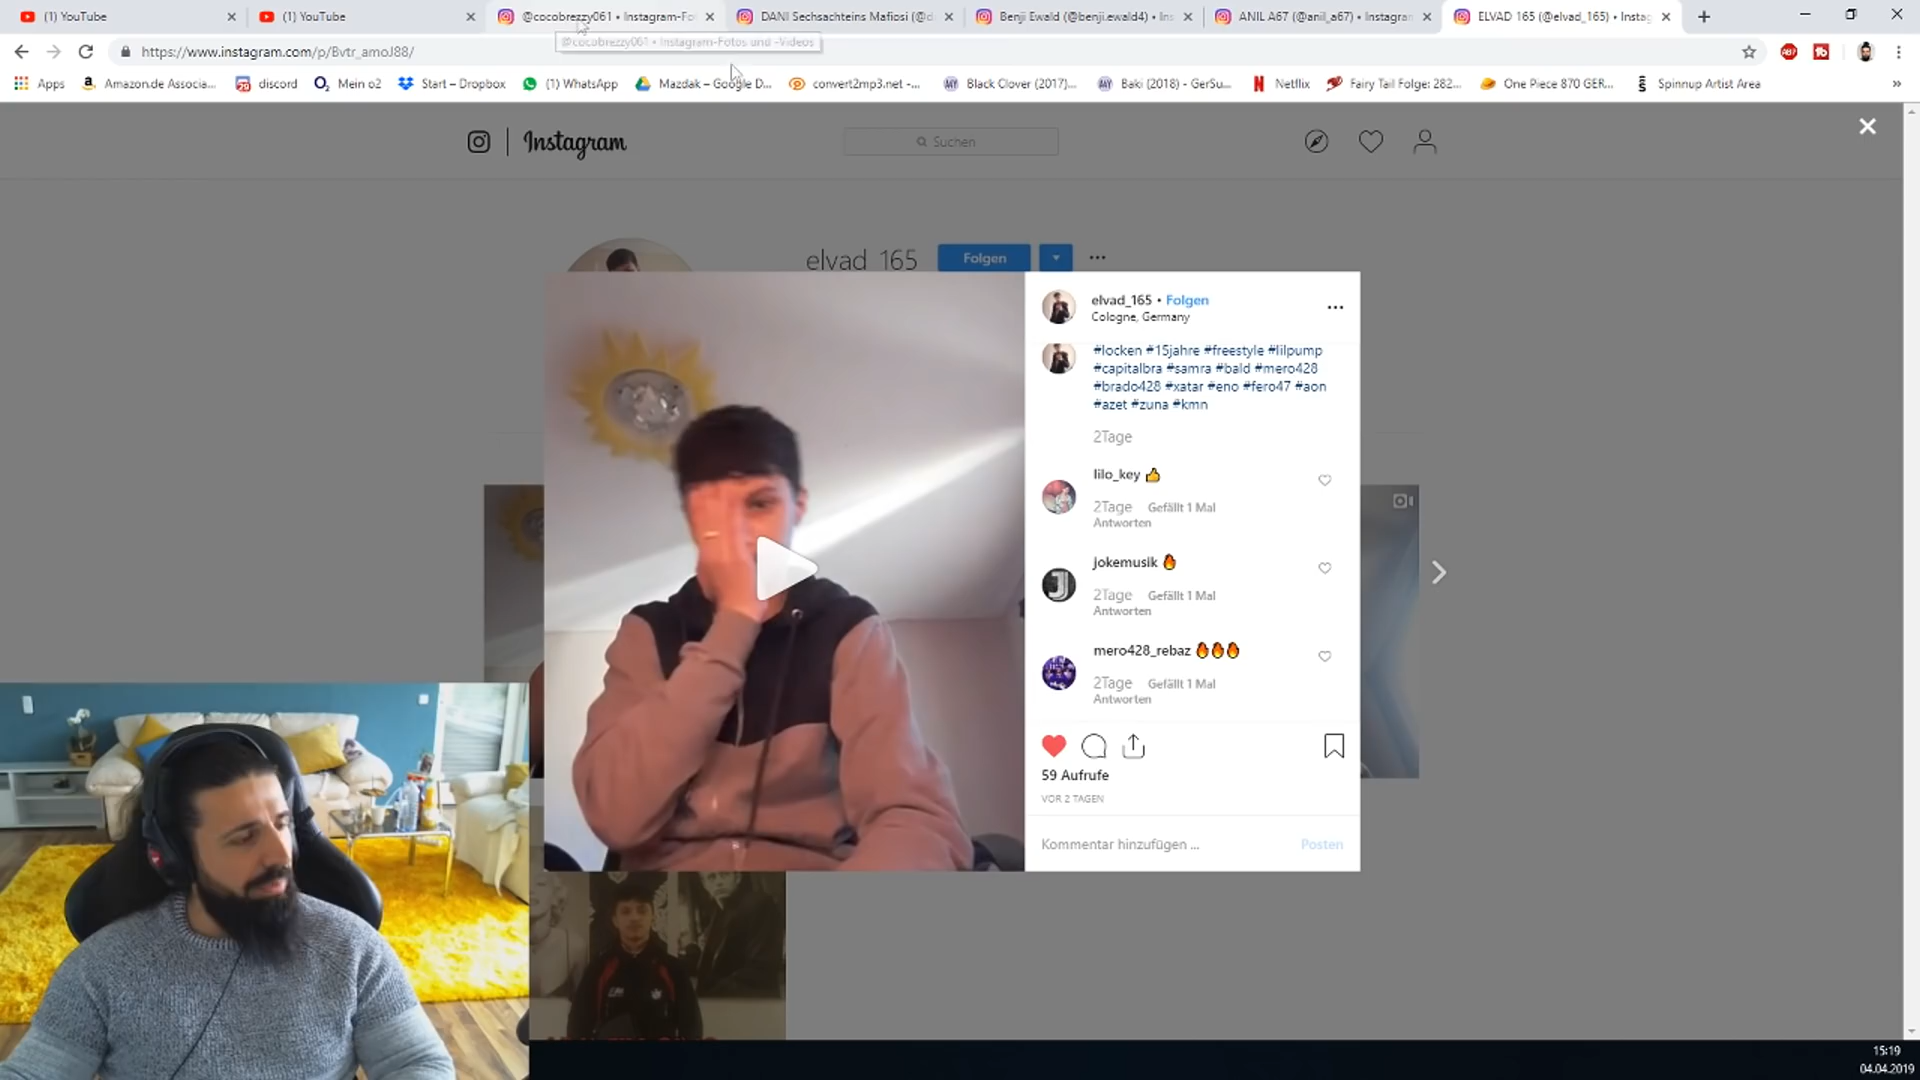 (1) YouTube
(1) YouTube
@cocobrezzy061 • Instagram-Fo
DANI Sechsachteins Mafiosi (@d
Benji Ewald (@benji.ewald4) • In
ANIL A67 (@anil_a67) • Instagram
ELVAD 165 (@elvad_165) • Instag
@cocobrezzy061 • Instagram-Fotos und -Videos
https://www.instagram.com/p/Bvtr_amoJ88/
Apps
Amazon.de Associa...
discord
Mein o2
Start – Dropbox
(1) WhatsApp
Mazdak – Google D...
convert2mp3.net -...
Black Clover (2017)...
Baki (2018) - GerSu...
Netflix
Fairy Tail Folge: 282...
One Piece 870 GER...
Spinnup Artist Area
Instagram
Suchen
elvad_165
Folgen
elvad_165 • Folgen
Cologne, Germany
#locken #15jahre #freestyle #lilpump
#capitalbra #samra #bald #mero428
#brado428 #xatar #eno #fero47 #aon
#azet #zuna #kmn
2Tage
lilo_key 👍
2Tage Gefällt 1 Mal
Antworten
jokemusik 🔥
2Tage Gefällt 1 Mal
Antworten
mero428_rebaz 🔥🔥🔥
2Tage Gefällt 1 Mal
Antworten
59 Aufrufe
VOR 2 TAGEN
Kommentar hinzufügen ...
Posten
15:19
04.04.2019